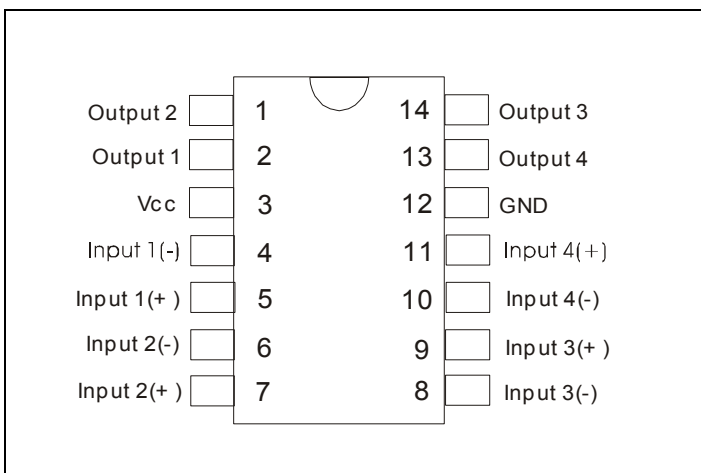 Output 2 1 14 Output 3
Output 1 2 13 Output 4
Vcc 3 12 GND
Input 1(-) 4 11 Input 4(+)
Input 1(+ ) 5 10 Input 4(-)
Input 2(-) 6 9 Input 3(+ )
Input 2(+ ) 7 8 Input 3(-)